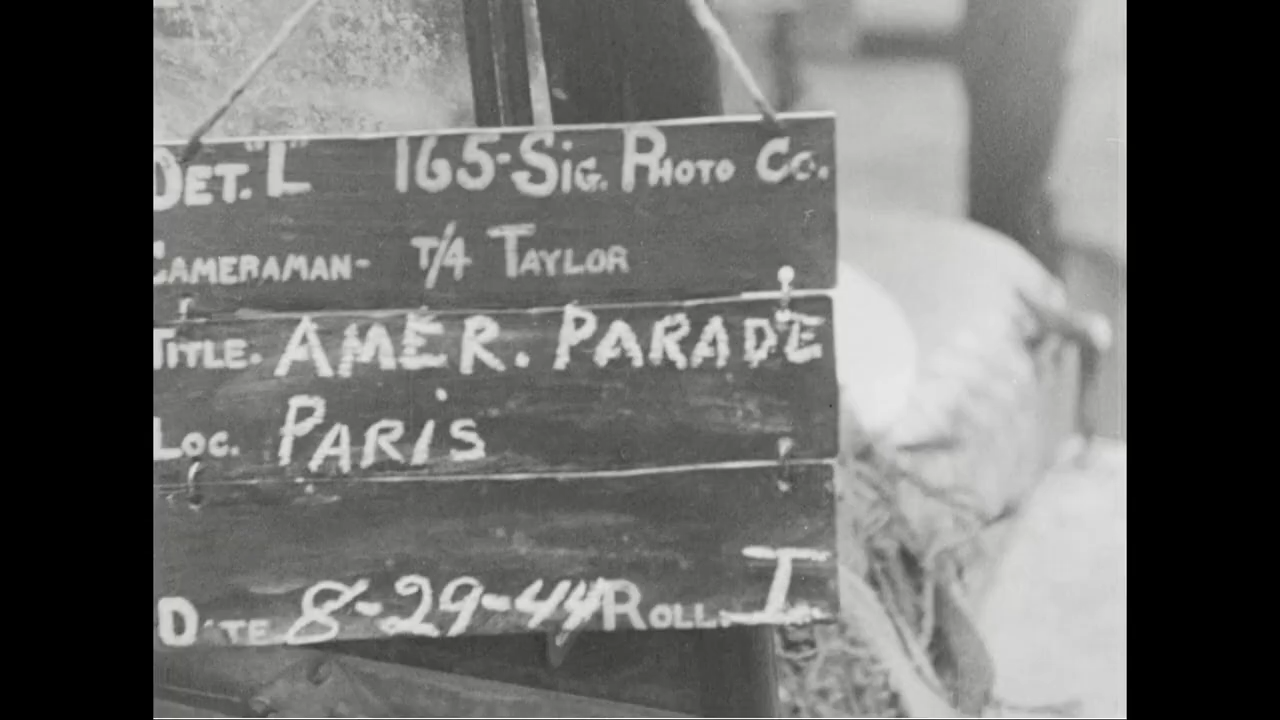 DET. "L" 165-SIG. PHOTO CO.
CAMERAMAN- T/4 TAYLOR
TITLE. AMER. PARADE
LOC. PARIS
DATE 8-29-44 ROLL. I